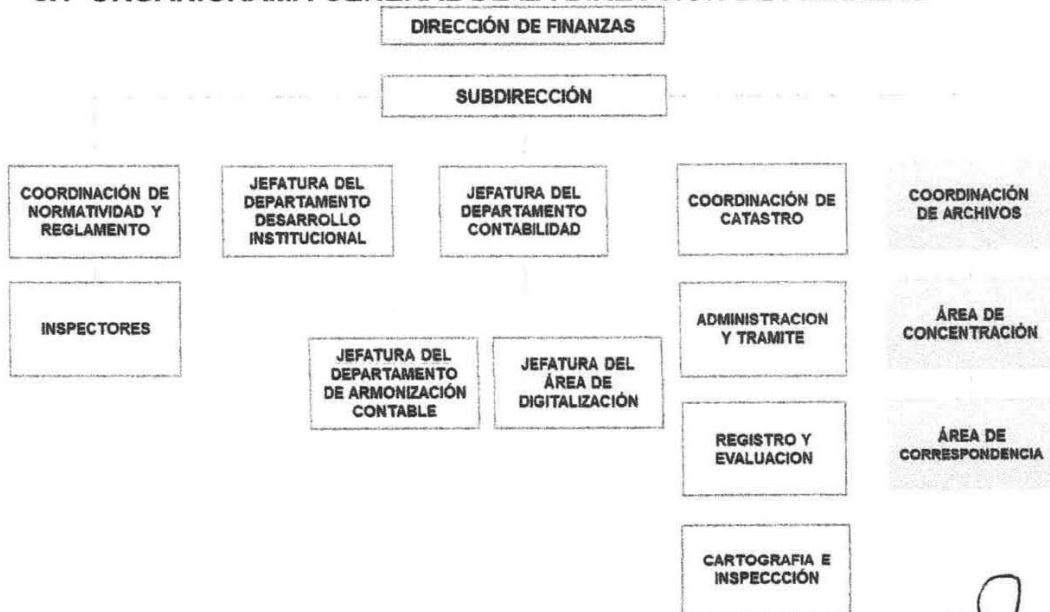 DIRECCIÓN DE FINANZAS
SUBDIRECCIÓN
COORDINACIÓN DE
NORMATIVIDAD Y
REGLAMENTO
JEFATURA DEL
DEPARTAMENTO
DESARROLLO
INSTITUCIONAL
JEFATURA DEL
DEPARTAMENTO
CONTABILIDAD
COORDINACIÓN DE
CATASTRO
COORDINACIÓN
DE ARCHIVOS
INSPECTORES
JEFATURA DEL
DEPARTAMENTO
DE ARMONIZACIÓN
CONTABLE
JEFATURA DEL
ÁREA DE
DIGITALIZACIÓN
ADMINISTRACION
Y TRAMITE
ÁREA DE
CONCENTRACIÓN
REGISTRO Y
EVALUACION
ÁREA DE
CORRESPONDENCIA
CARTOGRAFIA E
INSPECCCIÓN